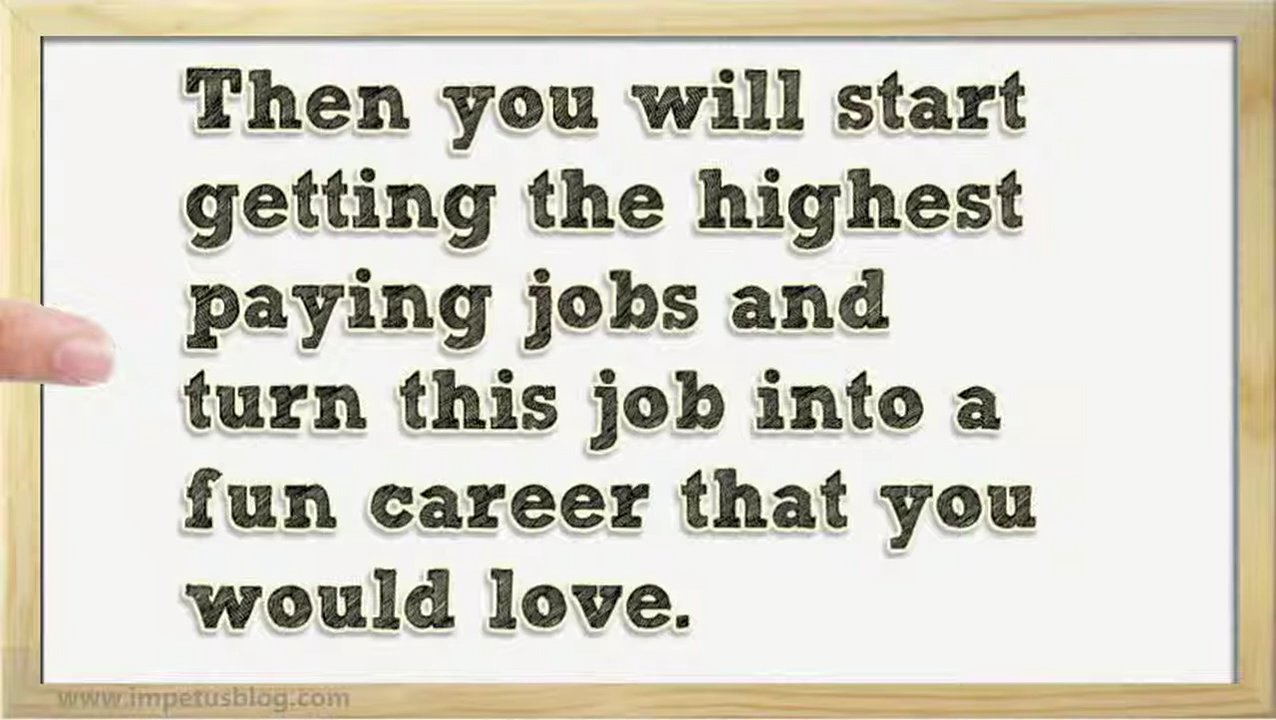 Then you will start
getting the highest
paying jobs and
turn this job into a
fun career that you
would love.
www.impetusblog.com